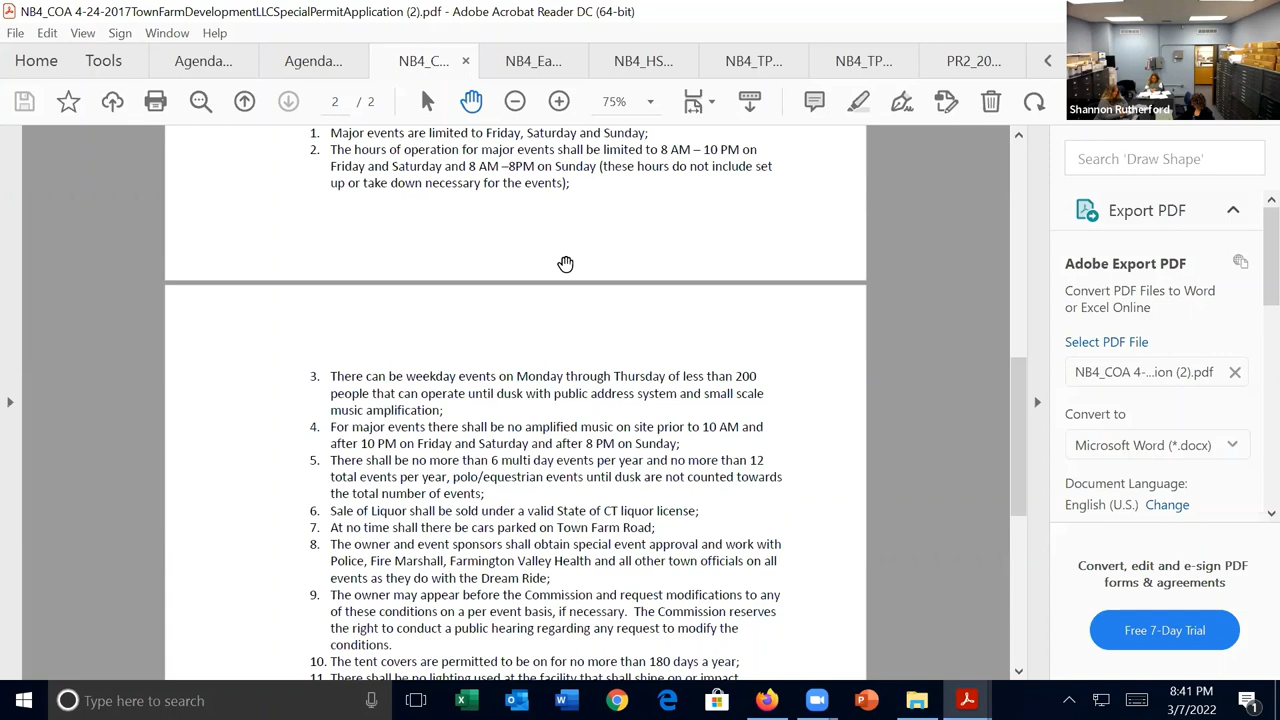 NB4_COA 4-24-2017TownFarmDevelopmentLLCSpecialPermitApplication (2).pdf - Adobe Acrobat Reader DC (64-bit)
File Edit View Sign Window Help
Home Tools Agenda... Agenda... NB4_C... NB4_Ea... NB4_HS... NB4_TP... NB4_TP... PR2_20...
2 / 2 75%
Shannon Rutherford
1. Major events are limited to Friday, Saturday and Sunday;
2. The hours of operation for major events shall be limited to 8 AM – 10 PM on
Friday and Saturday and 8 AM –8PM on Sunday (these hours do not include set
up or take down necessary for the events);
3. There can be weekday events on Monday through Thursday of less than 200
people that can operate until dusk with public address system and small scale
music amplification;
4. For major events there shall be no amplified music on site prior to 10 AM and
after 10 PM on Friday and Saturday and after 8 PM on Sunday;
5. There shall be no more than 6 multi day events per year and no more than 12
total events per year, polo/equestrian events until dusk are not counted towards
the total number of events;
6. Sale of Liquor shall be sold under a valid State of CT liquor license;
7. At no time shall there be cars parked on Town Farm Road;
8. The owner and event sponsors shall obtain special event approval and work with
Police, Fire Marshall, Farmington Valley Health and all other town officials on all
events as they do with the Dream Ride;
9. The owner may appear before the Commission and request modifications to any
of these conditions on a per event basis, if necessary. The Commission reserves
the right to conduct a public hearing regarding any request to modify the
conditions.
10. The tent covers are permitted to be on for no more than 180 days a year;
11. There shall be no lighting used at the facility that shall shine on or impact
Search 'Draw Shape'
Export PDF
Adobe Export PDF
Convert PDF Files to Word
or Excel Online
Select PDF File
NB4_COA 4-...ion (2).pdf
Convert to
Microsoft Word (*.docx)
Document Language:
English (U.S.) Change
Convert, edit and e-sign PDF
forms & agreements
Free 7-Day Trial
Type here to search
8:41 PM
3/7/2022
1